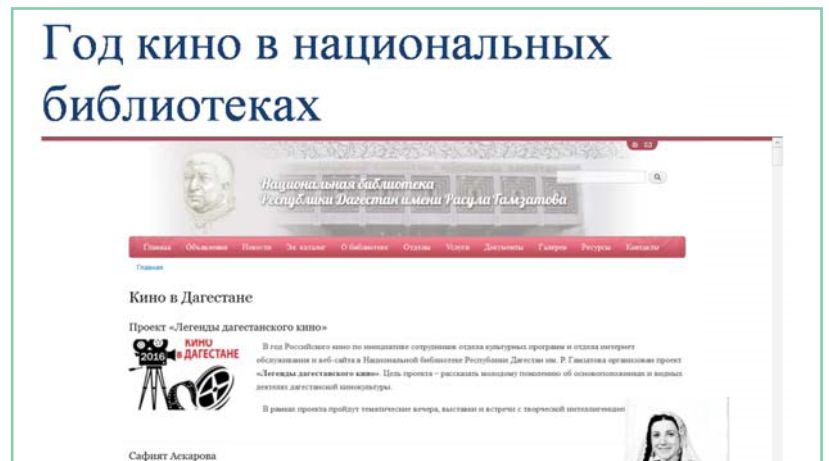 Год кино в национальных
библиотеках
Национальная библиотека
Республики Дагестан имени Расула Гамзатова
Главная Объявления Новости Эл. каталог О библиотеке Отделы Услуги Документы Галерея Ресурсы Контакты
Главная
Кино в Дагестане
Проект «Легенды дагестанского кино»
КИНО
2016 в ДАГЕСТАНЕ
В год Российского кино по инициативе сотрудников отдела культурных программ и отдела интернет
обслуживания и веб-сайта в Национальной библиотеке Республики Дагестан им. Р. Гамзатова организован проект
«Легенды дагестанского кино». Цель проекта – рассказать молодому поколению об основоположниках и видных
деятелях дагестанской кинокультуры.
В рамках проекта пройдут тематические вечера, выставки и встречи с творческой интеллигенцией
Сафият Аскарова